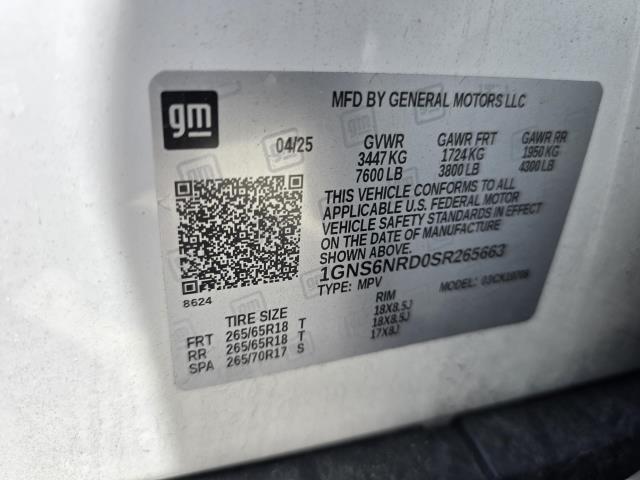 gm
MFD BY GENERAL MOTORS LLC
04/25 GVWR GAWR FRT GAWR RR
3447 KG 1724 KG 1950 KG
7600 LB 3800 LB 4300 LB
THIS VEHICLE CONFORMS TO ALL
APPLICABLE U.S. FEDERAL MOTOR
VEHICLE SAFETY STANDARDS IN EFFECT
ON THE DATE OF MANUFACTURE
SHOWN ABOVE.
1GNS6NRD0SR265663
8624
TYPE: MPV MODEL:
TIRE SIZE RIM
FRT 265/65R18 T 18X8.5J
RR 265/65R18 T 18X8.5J
SPA 265/70R17 S 17X8J